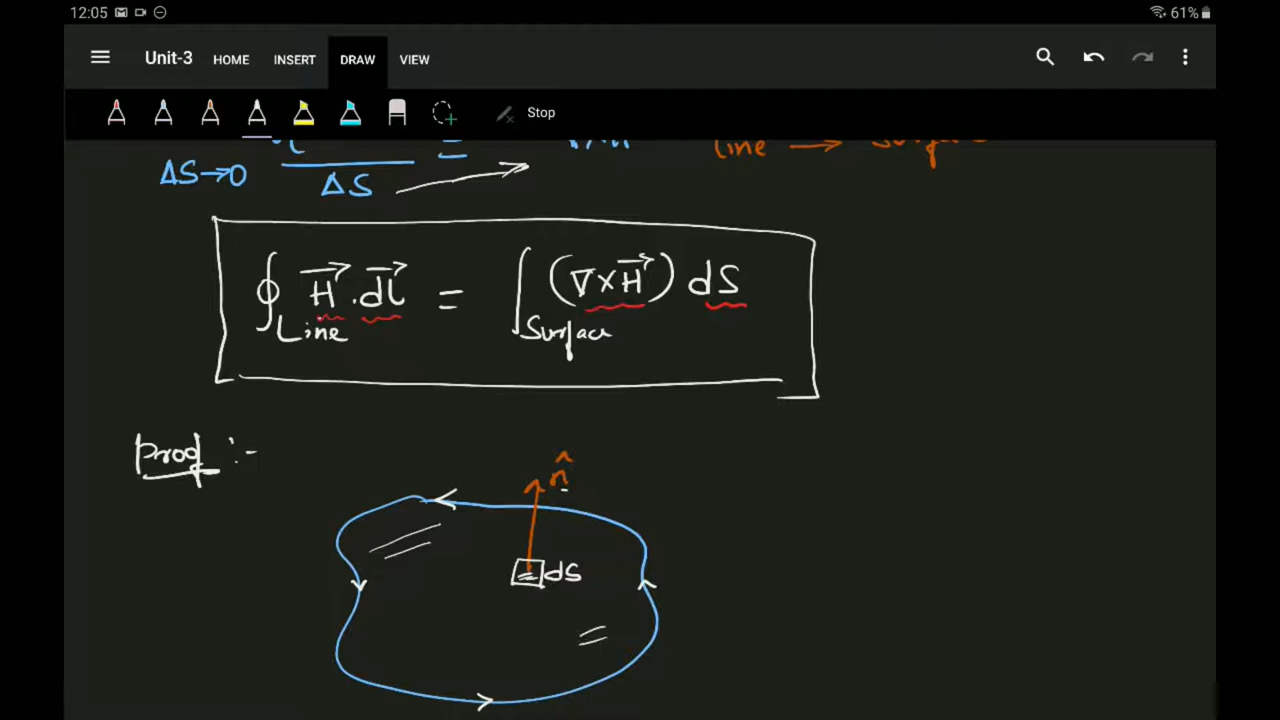 12:05 61%
Unit-3 HOME INSERT DRAW VIEW
Stop
Line → Surface
ΔS→0 ΔS = ∇×H
∮Line H⃗ . dl⃗ = ∫Surface (∇×H⃗) dS
Proof :-
n̂
dS